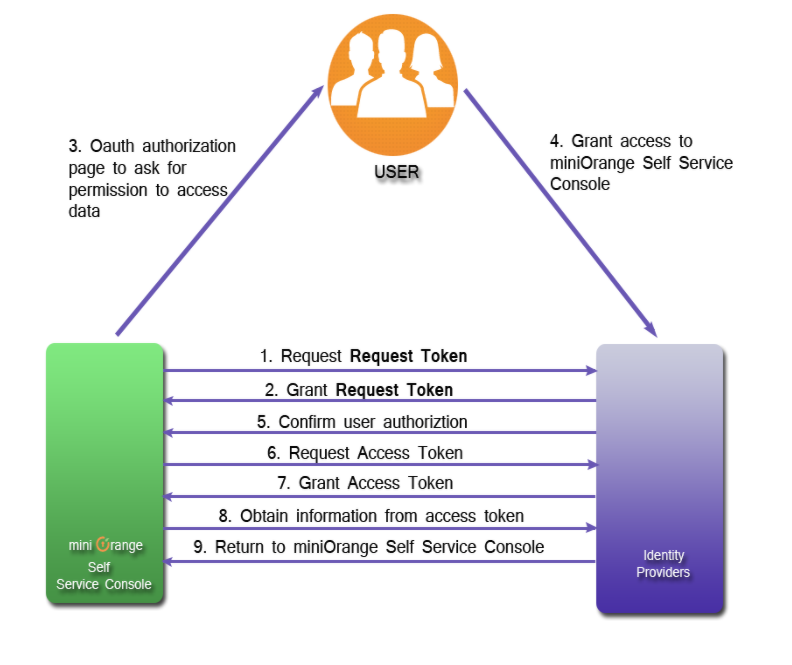 USER
3. Oauth authorization
page to ask for
permission to access
data
4. Grant access to
miniOrange Self Service
Console
1. Request Request Token
2. Grant Request Token
5. Confirm user authoriztion
6. Request Access Token
7. Grant Access Token
8. Obtain information from access token
9. Return to miniOrange Self Service Console
mini Orange
Self
Service Console
Identity
Providers